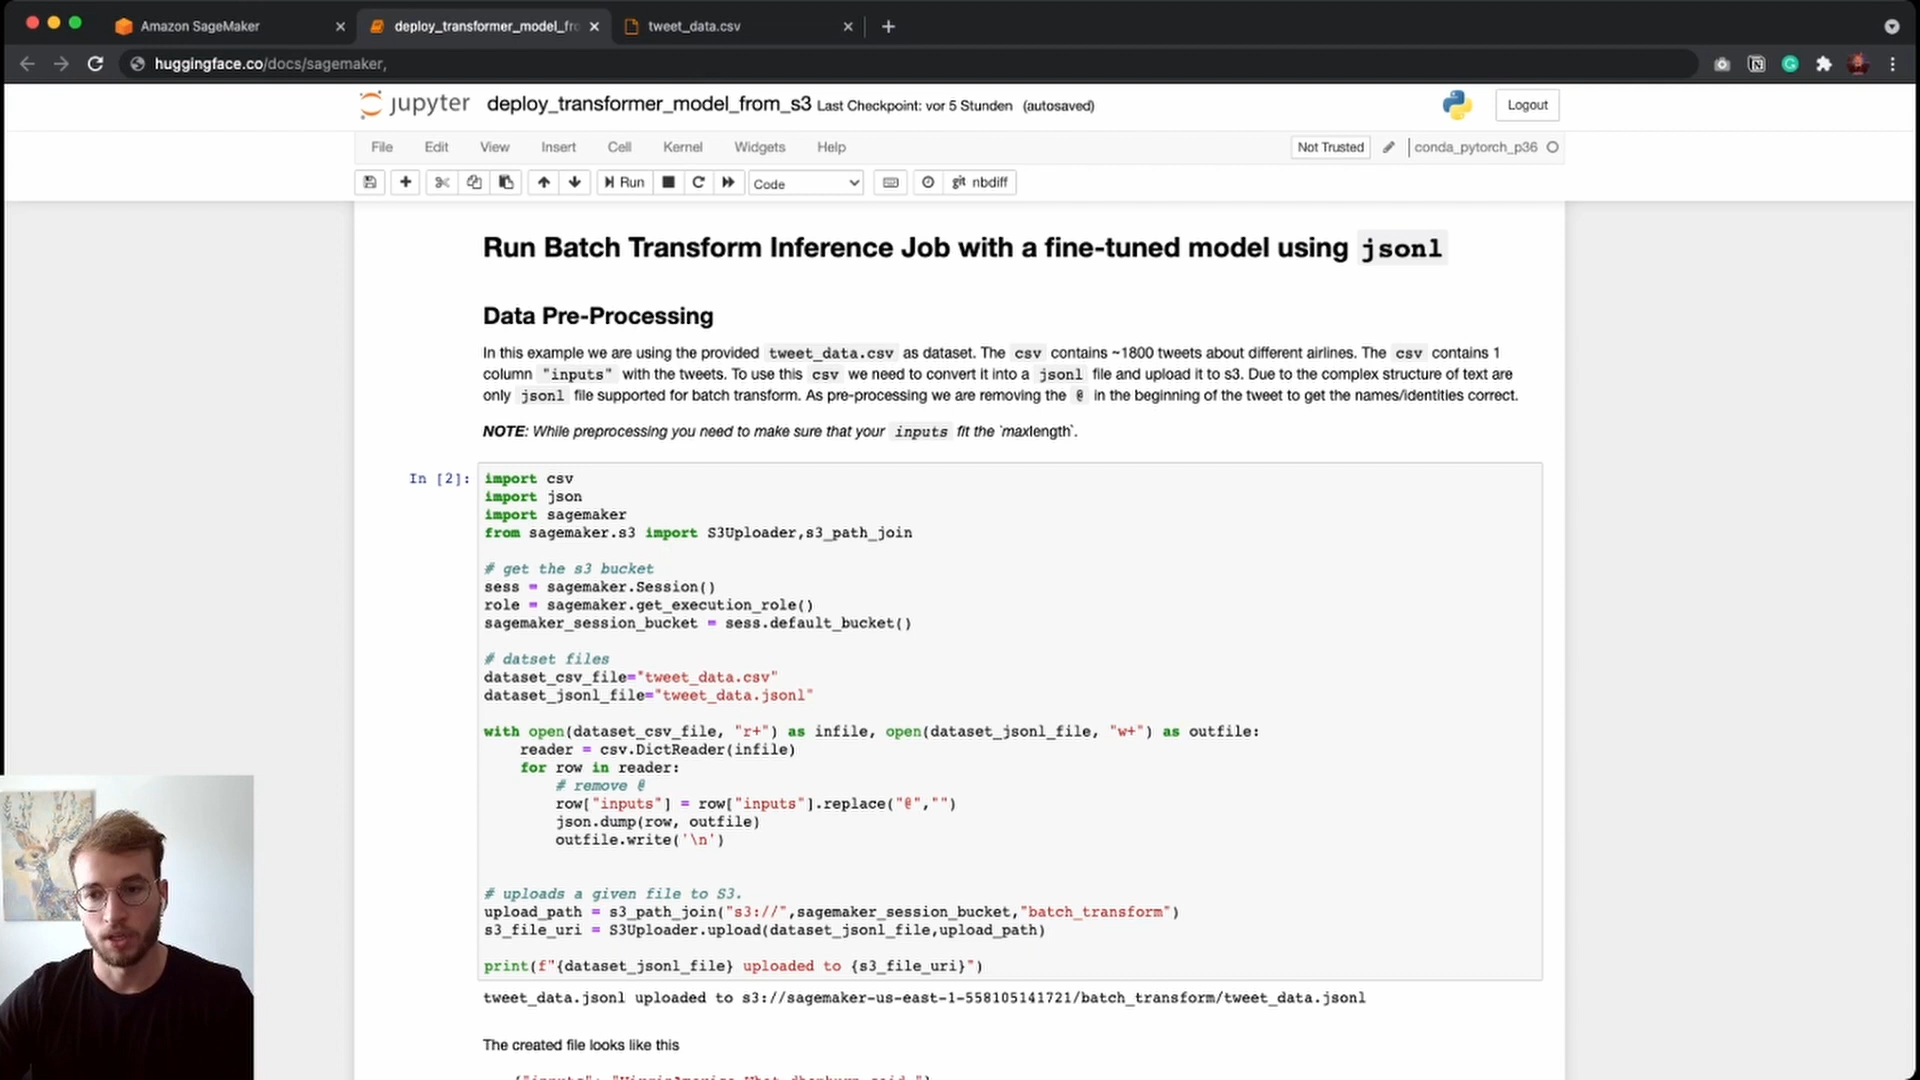 Amazon SageMaker
deploy_transformer_model_fro
tweet_data.csv
huggingface.co/docs/sagemaker,
jupyter deploy_transformer_model_from_s3 Last Checkpoint: vor 5 Stunden (autosaved)
Logout
File Edit View Insert Cell Kernel Widgets Help
Not Trusted
conda_pytorch_p36
Run
Code
git nbdiff
Run Batch Transform Inference Job with a fine-tuned model using jsonl
Data Pre-Processing
In this example we are using the provided tweet_data.csv as dataset. The csv contains ~1800 tweets about different airlines. The csv contains 1
column "inputs" with the tweets. To use this csv we need to convert it into a jsonl file and upload it to s3. Due to the complex structure of text are
only jsonl file supported for batch transform. As pre-processing we are removing the @ in the beginning of the tweet to get the names/identities correct.
NOTE: While preprocessing you need to make sure that your inputs fit the `maxlength`.
In [2]:
import csv
import json
import sagemaker
from sagemaker.s3 import S3Uploader,s3_path_join
# get the s3 bucket
sess = sagemaker.Session()
role = sagemaker.get_execution_role()
sagemaker_session_bucket = sess.default_bucket()
# datset files
dataset_csv_file="tweet_data.csv"
dataset_jsonl_file="tweet_data.jsonl"
with open(dataset_csv_file, "r+") as infile, open(dataset_jsonl_file, "w+") as outfile:
reader = csv.DictReader(infile)
for row in reader:
# remove @
row["inputs"] = row["inputs"].replace("@","")
json.dump(row, outfile)
outfile.write('\n')
# uploads a given file to S3.
upload_path = s3_path_join("s3://",sagemaker_session_bucket,"batch_transform")
s3_file_uri = S3Uploader.upload(dataset_jsonl_file,upload_path)
print(f"{dataset_jsonl_file} uploaded to {s3_file_uri}")
tweet_data.jsonl uploaded to s3://sagemaker-us-east-1-558105141721/batch_transform/tweet_data.jsonl
The created file looks like this